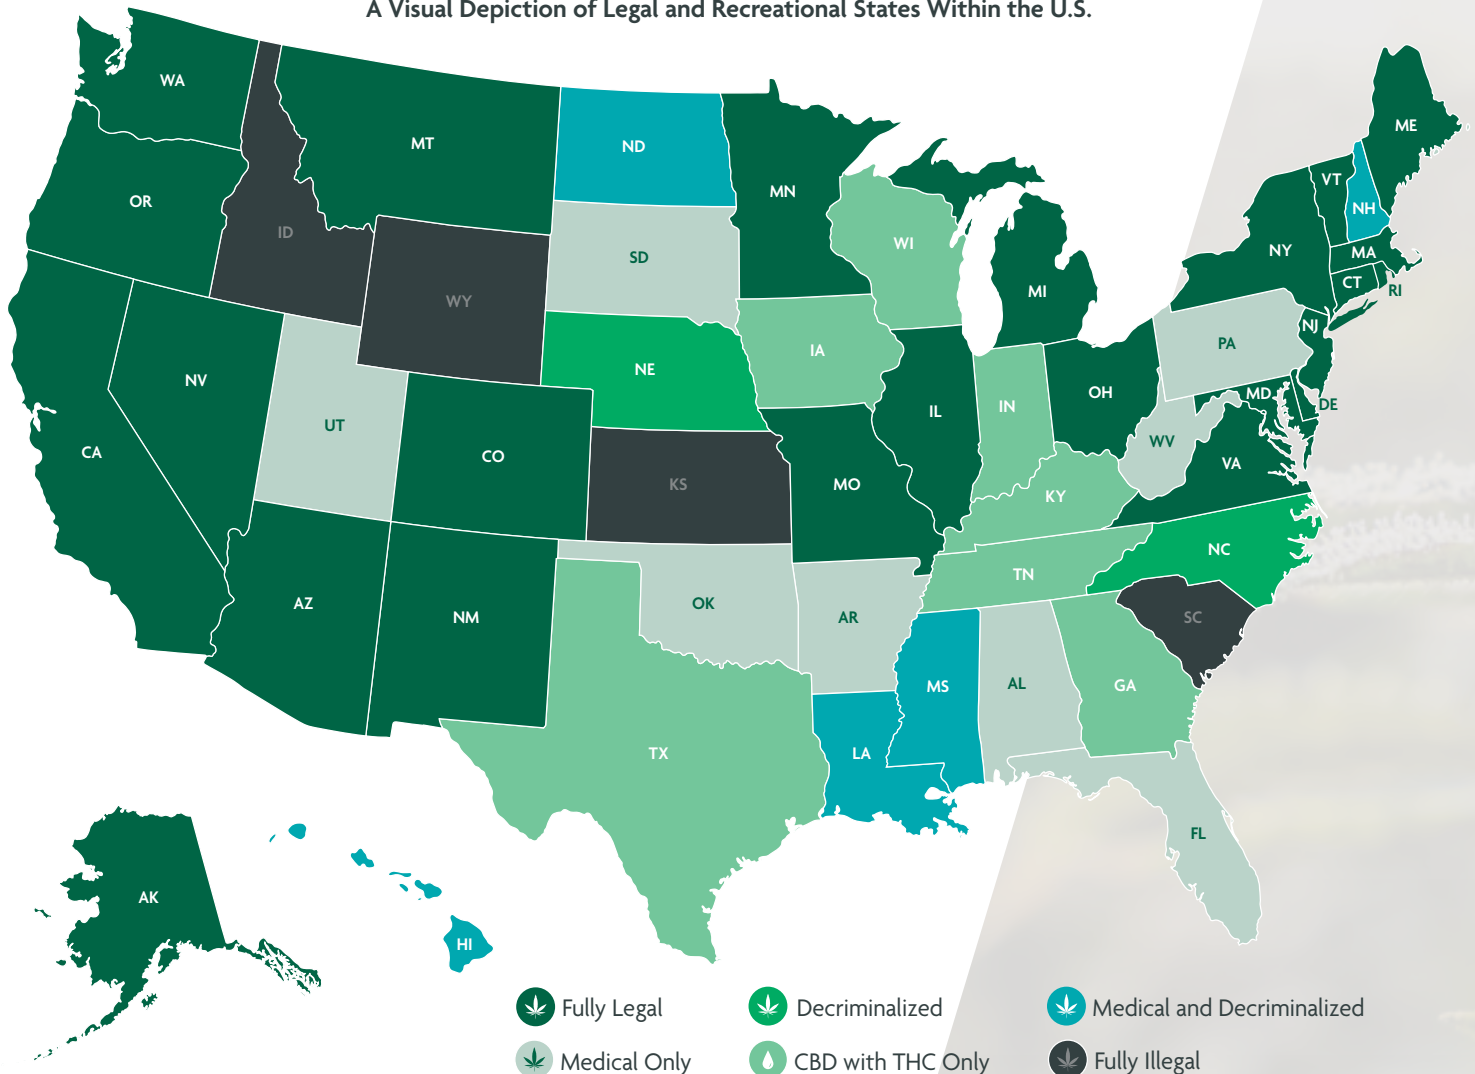 A Visual Depiction of Legal and Recreational States Within the U.S.
WA
MT
ND
MN
ME
OR
ID
WY
SD
WI
MI
NY
VT
NH
MA
CT
RI
NV
UT
CO
NE
IA
IL
IN
OH
PA
NJ
MD
DE
CA
KS
MO
KY
WV
VA
AZ
NM
OK
AR
TN
NC
SC
TX
LA
MS
AL
GA
FL
AK
HI
Fully Legal
Decriminalized
Medical and Decriminalized
Medical Only
CBD with THC Only
Fully Illegal